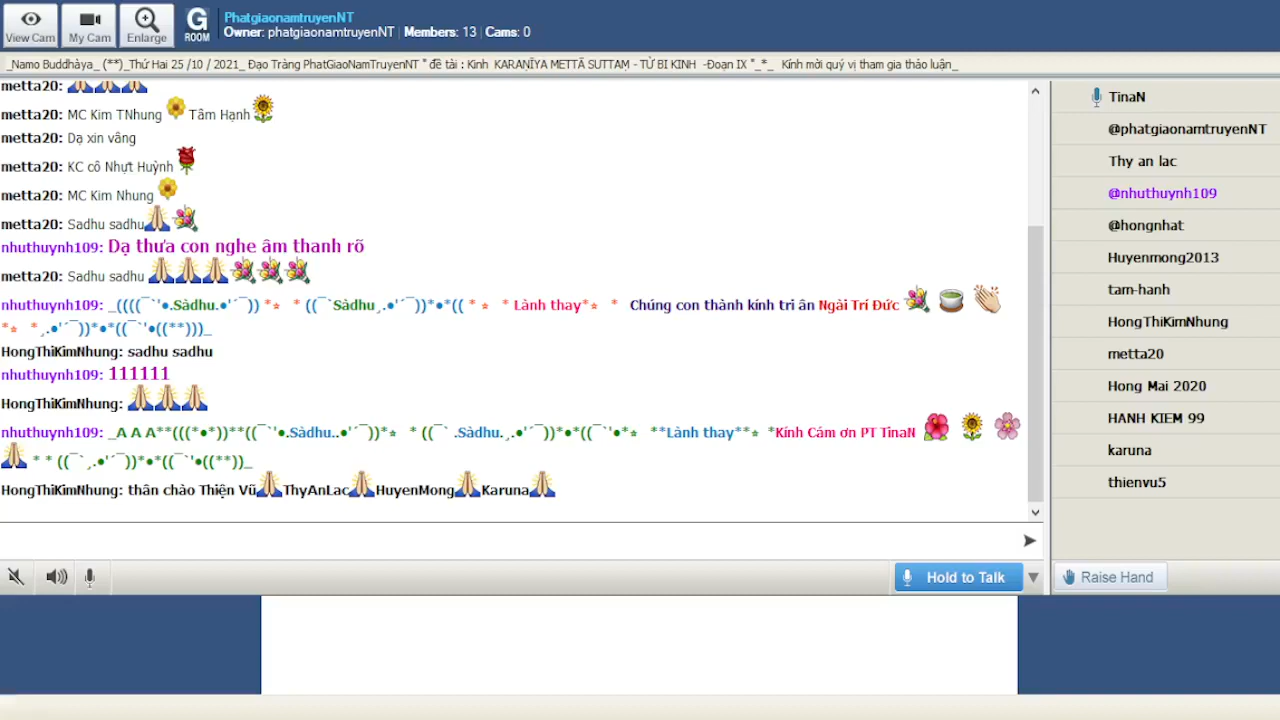 View Cam
My Cam
Enlarge
G
ROOM
PhatgiaonamtruyenNT
Owner: phatgiaonamtruyenNT | Members: 13 | Cams: 0
_Namo Buddhàya_ (**)_Thứ Hai 25 /10 / 2021_ Đạo Tràng PhatGiaoNamTruyenNT " đề tài : Kinh KARAṆĪYA METTĀ SUTTAṂ - TỪ BI KINH -Đoạn IX "_*_ Kính mời quý vị tham gia thảo luận_
metta20: 🙏🙏🙏
metta20: MC Kim TNhung 🌼 Tâm Hạnh 🌻
metta20: Dạ xin vâng
metta20: KC cô Nhựt Huỳnh 🌹
metta20: MC Kim Nhung 🌼
metta20: Sadhu sadhu 🙏💐
nhuthuynh109: Dạ thưa con nghe âm thanh rõ
metta20: Sadhu sadhu 🙏🙏🙏💐💐💐
nhuthuynh109: _((((¯`'•.Sàdhu.•'´¯)) *⭒ * ((¯`Sàdhu¸.•'´¯))*•*(( * ⭒ * Lành thay*⭒ * Chúng con thành kính tri ân Ngài Trí Đức 💐 🍵 👏
*⭒ *¸.•'´¯))*•*((¯`'•((**)))_
HongThiKimNhung: sadhu sadhu
nhuthuynh109: 111111
HongThiKimNhung: 🙏🙏🙏
nhuthuynh109: _A A A**(((*•*))**((¯`'•.Sàdhu..•'´¯))*⭒ * ((¯` .Sàdhu.¸.•'´¯))*•*((¯`'•*⭒ **Lành thay**⭒ *Kính Cám ơn PT TinaN 🌺 🌻 🌸
🙏 * * ((¯`¸.•'´¯))*•*((¯`'•((**))_
HongThiKimNhung: thân chào Thiện Vũ🙏ThyAnLac🙏HuyenMong🙏Karuna🙏
Hold to Talk
TinaN
@phatgiaonamtruyenNT
Thy an lac
@nhuthuynh109
@hongnhat
Huyenmong2013
tam-hanh
HongThiKimNhung
metta20
Hong Mai 2020
HANH KIEM 99
karuna
thienvu5
Raise Hand